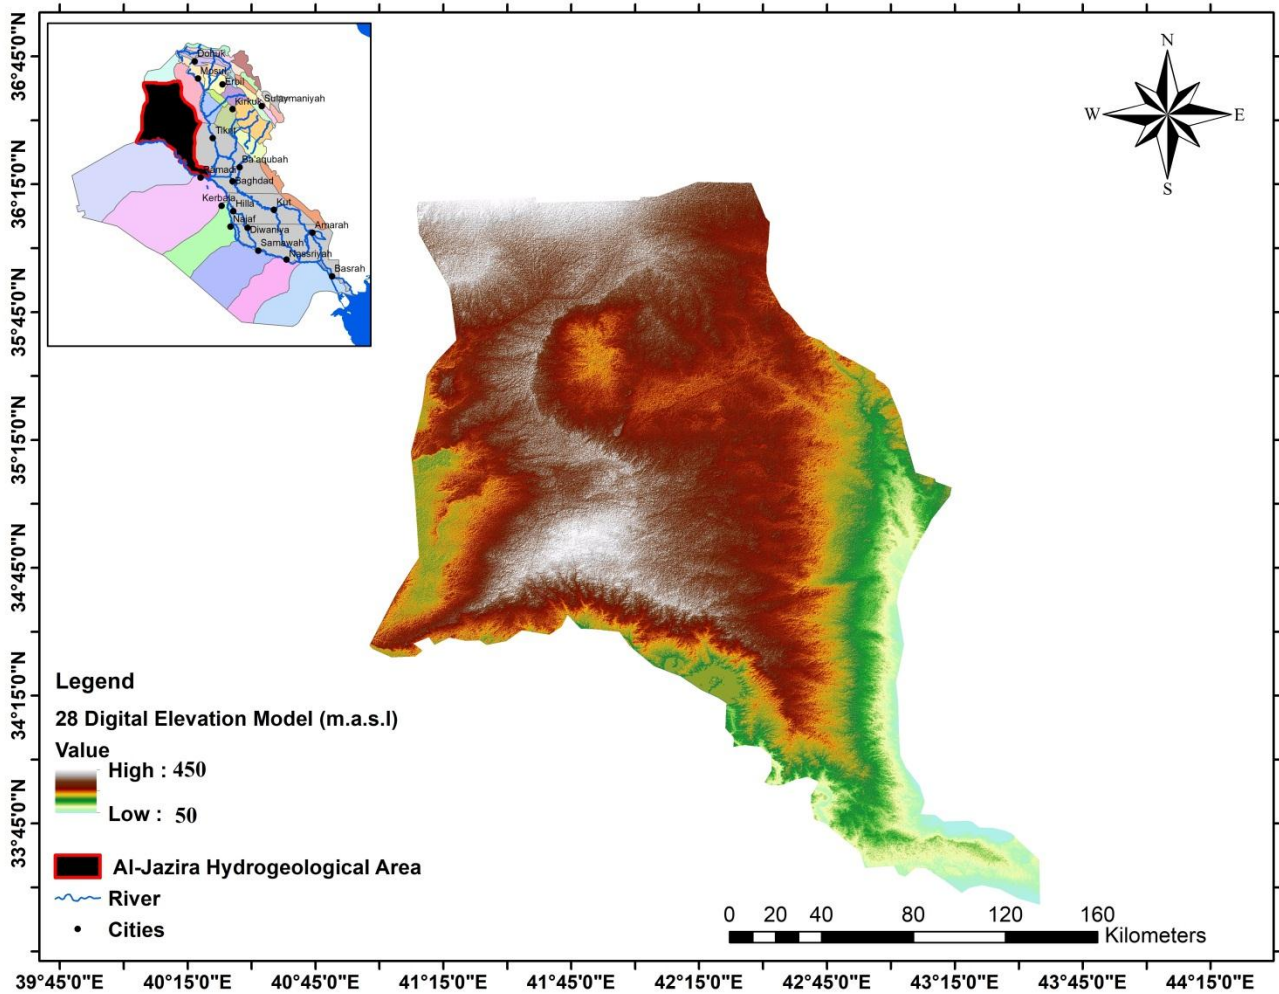 Dohuk
Mosul
Erbil
Kirkuk
Sulaymaniyah
Tikrit
Ba'aqubah
Ramadi
Baghdad
Kerbala
Hilla
Kut
Najaf
Diwaniya
Amarah
Samawah
Nassriyah
Basrah
N
W
E
S
36°45'0"N
36°15'0"N
35°45'0"N
35°15'0"N
34°45'0"N
34°15'0"N
33°45'0"N
Legend
28 Digital Elevation Model (m.a.s.l)
Value
High : 450
Low : 50
Al-Jazira Hydrogeological Area
River
Cities
0 20 40 80 120 160
Kilometers
39°45'0"E 40°15'0"E 40°45'0"E 41°15'0"E 41°45'0"E 42°15'0"E 42°45'0"E 43°15'0"E 43°45'0"E 44°15'0"E